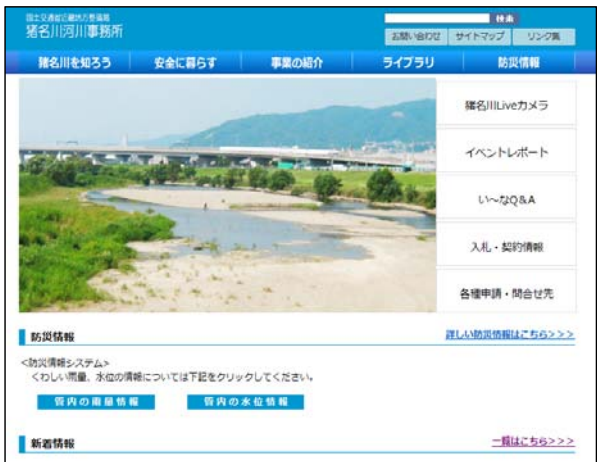 国土交通省近畿地方整備局
猪名川河川事務所
検索
お問い合わせ サイトマップ リンク集
猪名川を知ろう 安全に暮らす 事業の紹介 ライブラリ 防災情報
猪名川Liveカメラ
イベントレポート
い～なQ&A
入札・契約情報
各種申請・問合せ先
防災情報
詳しい防災情報はこちら>>>
<防災情報システム>
くわしい雨量、水位の情報については下記をクリックしてください。
管内の雨量情報 管内の水位情報
新着情報
一覧はこちら>>>